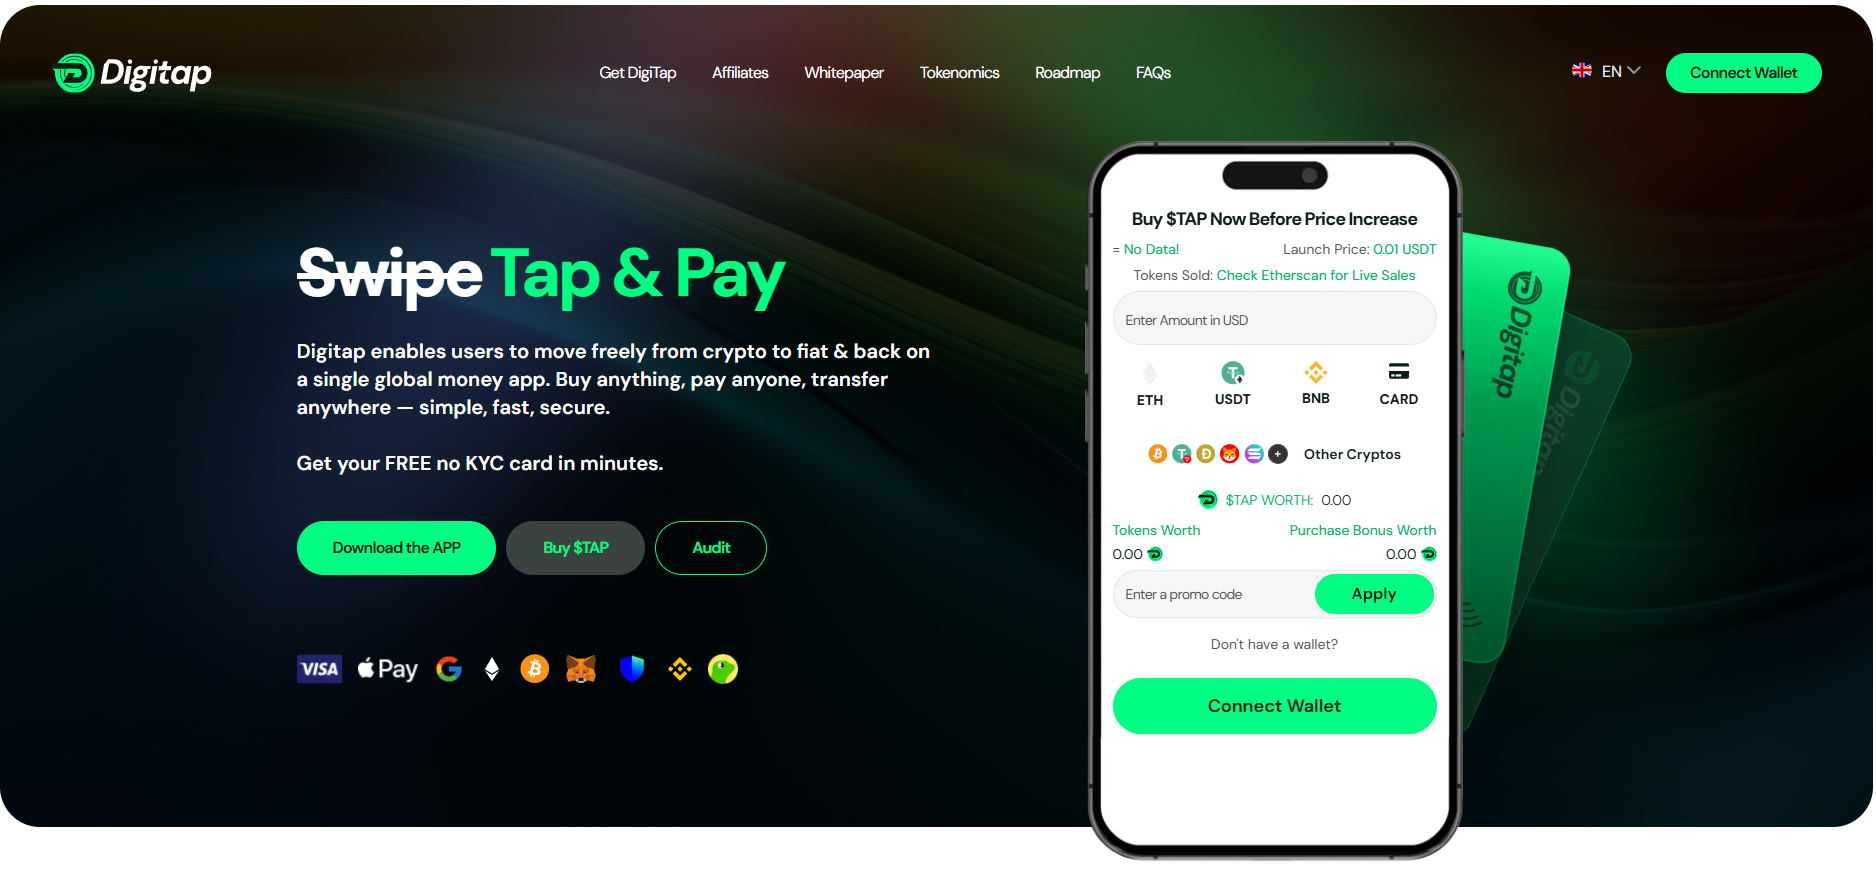 Digitap
Get DigiTap
Affiliates
Whitepaper
Tokenomics
Roadmap
FAQs
EN
Connect Wallet
Swipe Tap & Pay
Digitap enables users to move freely from crypto to fiat & back on
a single global money app. Buy anything, pay anyone, transfer
anywhere — simple, fast, secure.
Get your FREE no KYC card in minutes.
Download the APP
Buy $TAP
Audit
VISA
Pay
Buy $TAP Now Before Price Increase
= No Data!
Launch Price: 0.01 USDT
Tokens Sold: Check Etherscan for Live Sales
Enter Amount in USD
ETH
USDT
BNB
CARD
Other Cryptos
$TAP WORTH: 0.00
Tokens Worth
Purchase Bonus Worth
0.00
0.00
Enter a promo code
Apply
Don't have a wallet?
Connect Wallet
Digitap
Digitap